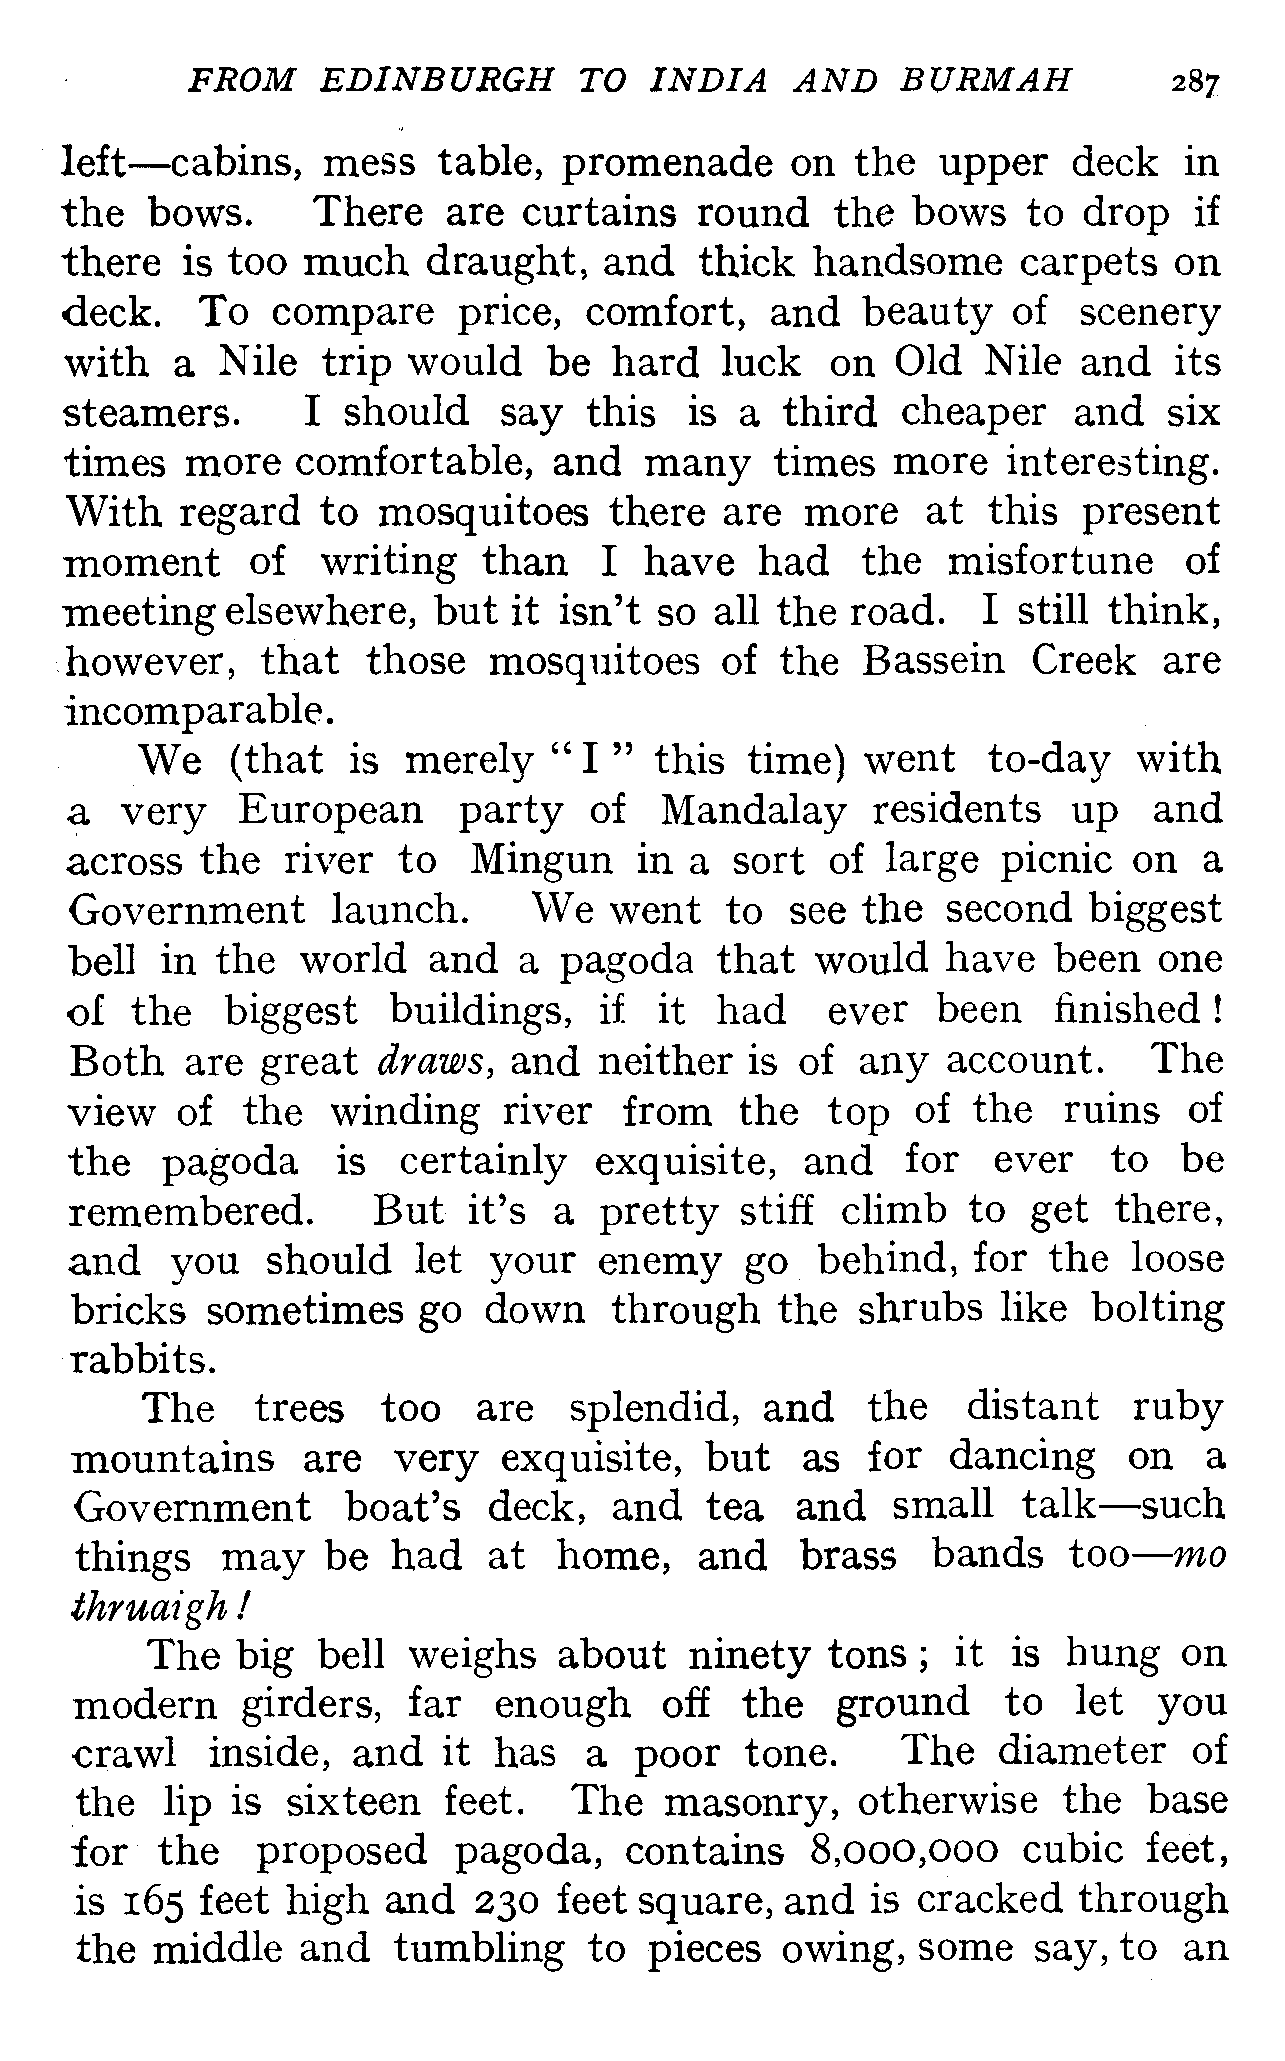 FROM EDINBURGH TO INDIA AND BURMAH 287
left—cabins, mess table, promenade on the upper deck in
the bows. There are curtains round the bows to drop if
there is too much draught, and thick handsome carpets on
deck. To compare price, comfort, and beauty of scenery
with a Nile trip would be hard luck on Old Nile and its
steamers. I should say this is a third cheaper and six
times more comfortable, and many times more interesting.
With regard to mosquitoes there are more at this present
moment of writing than I have had the misfortune of
meeting elsewhere, but it isn't so all the road. I still think,
however, that those mosquitoes of the Bassein Creek are
incomparable.
We (that is merely "I" this time) went to-day with
a very European party of Mandalay residents up and
across the river to Mingun in a sort of large picnic on a
Government launch. We went to see the second biggest
bell in the world and a pagoda that would have been one
of the biggest buildings, if it had ever been finished!
Both are great draws, and neither is of any account. The
view of the winding river from the top of the ruins of
the pagoda is certainly exquisite, and for ever to be
remembered. But it's a pretty stiff climb to get there,
and you should let your enemy go behind, for the loose
bricks sometimes go down through the shrubs like bolting
rabbits.
The trees too are splendid, and the distant ruby
mountains are very exquisite, but as for dancing on a
Government boat's deck, and tea and small talk—such
things may be had at home, and brass bands too—mo
thruaigh!
The big bell weighs about ninety tons; it is hung on
modern girders, far enough off the ground to let you
crawl inside, and it has a poor tone. The diameter of
the lip is sixteen feet. The masonry, otherwise the base
for the proposed pagoda, contains 8,000,000 cubic feet,
is 165 feet high and 230 feet square, and is cracked through
the middle and tumbling to pieces owing, some say, to an